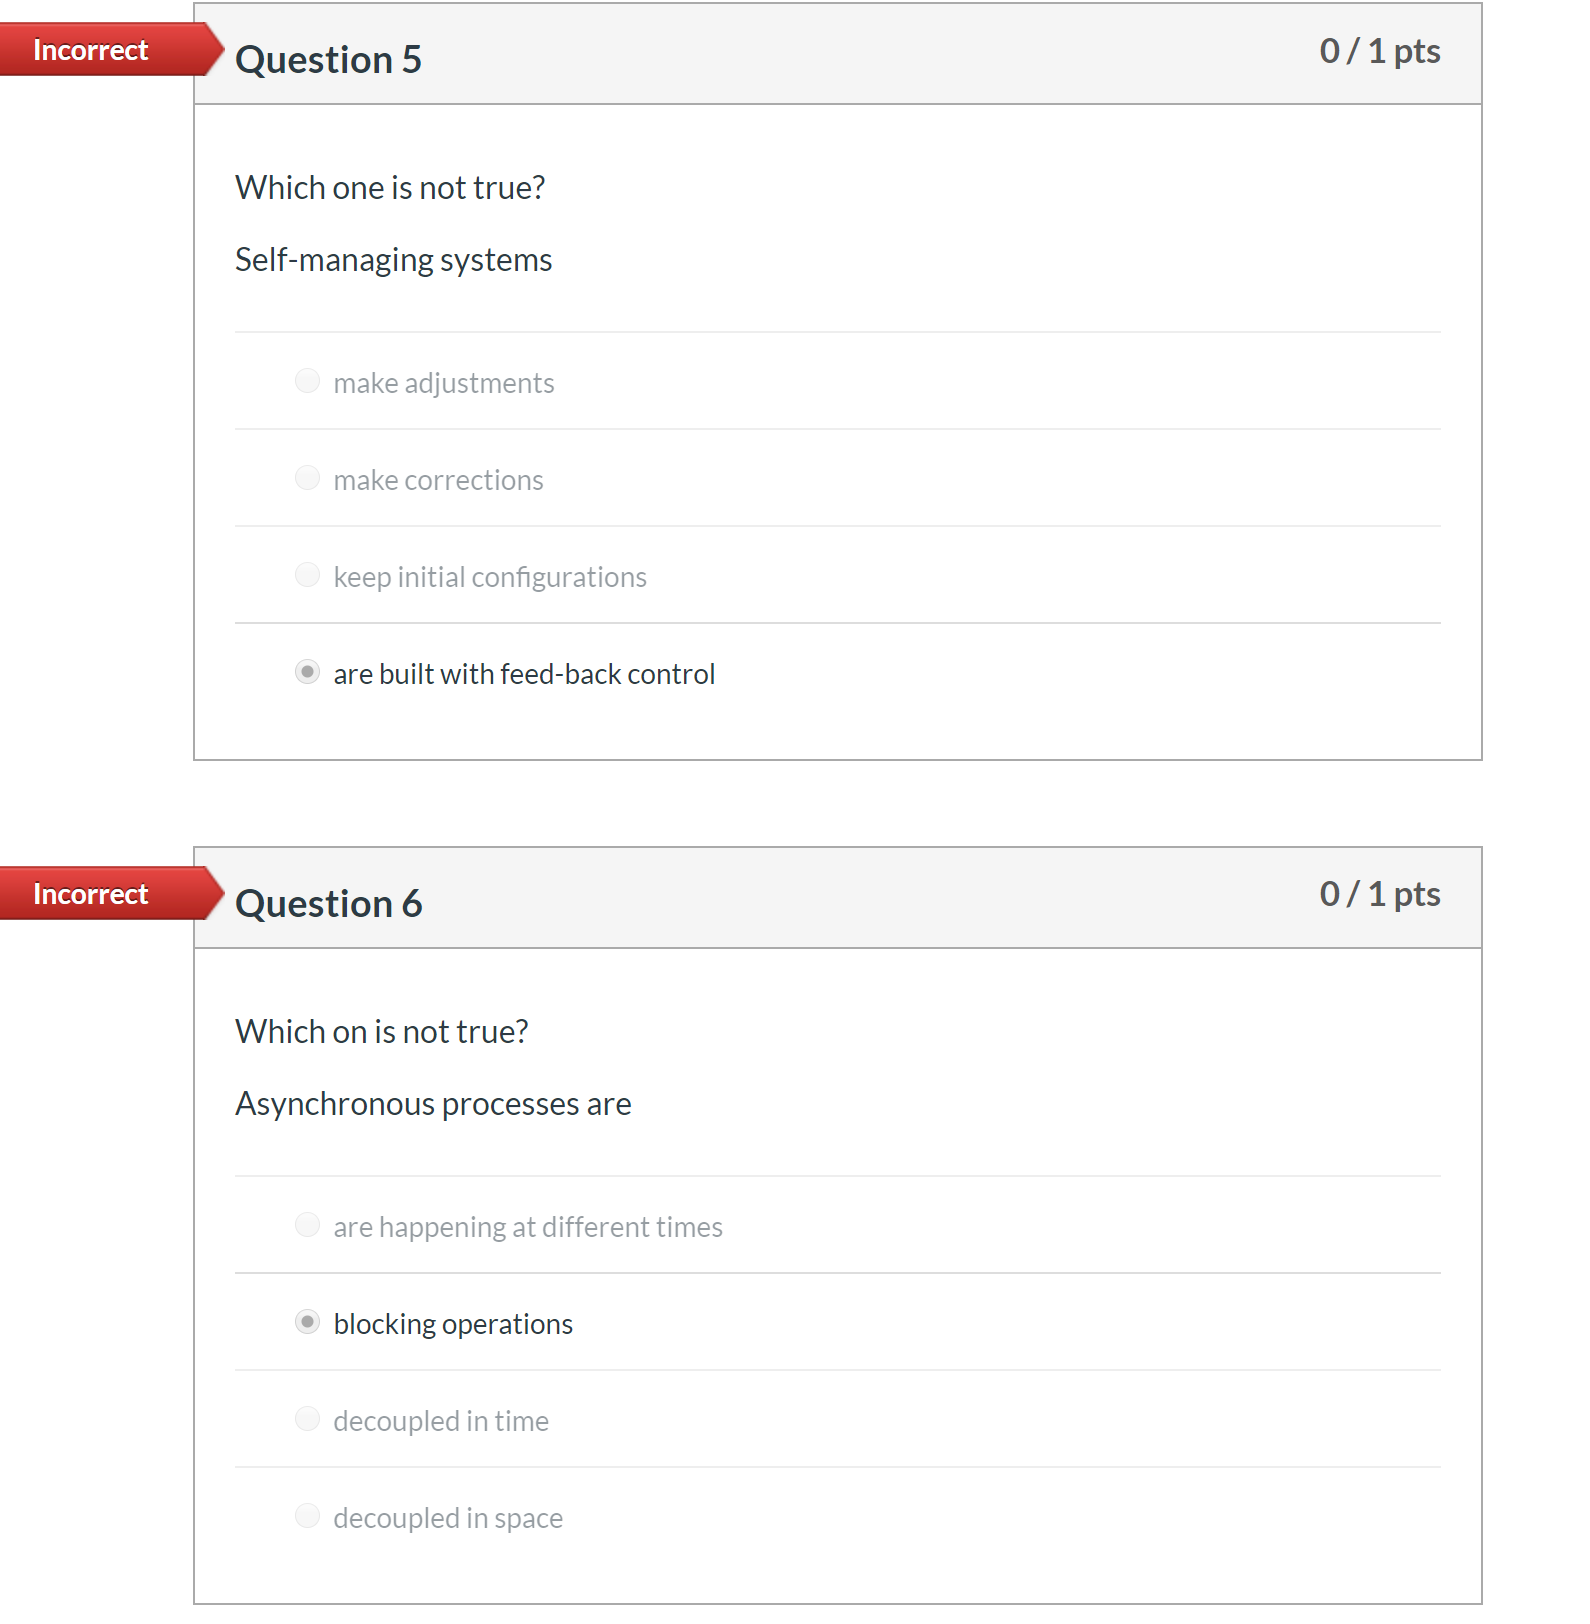 Incorrect
Question 5
0 / 1 pts
Which one is not true?
Self-managing systems
make adjustments
make corrections
keep initial configurations
are built with feed-back control
Incorrect
Question 6
0 / 1 pts
Which on is not true?
Asynchronous processes are
are happening at different times
blocking operations
decoupled in time
decoupled in space